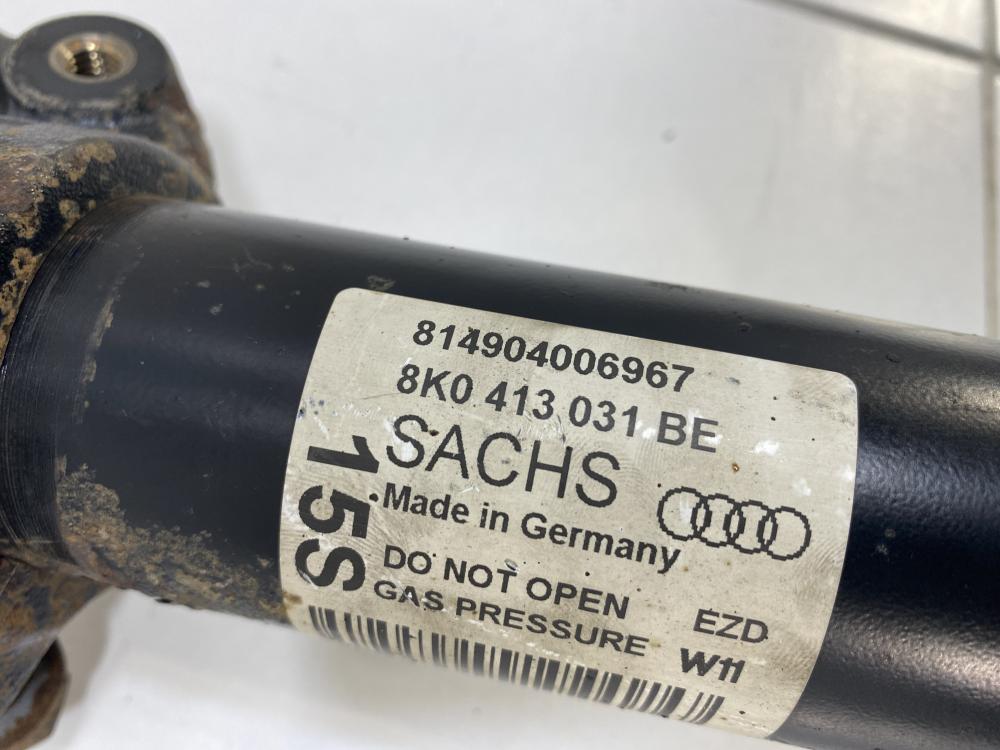 814904006967
8K0 413 031 BE
SACHS
Made in Germany
DO NOT OPEN
GAS PRESSURE
EZD
W11
15S